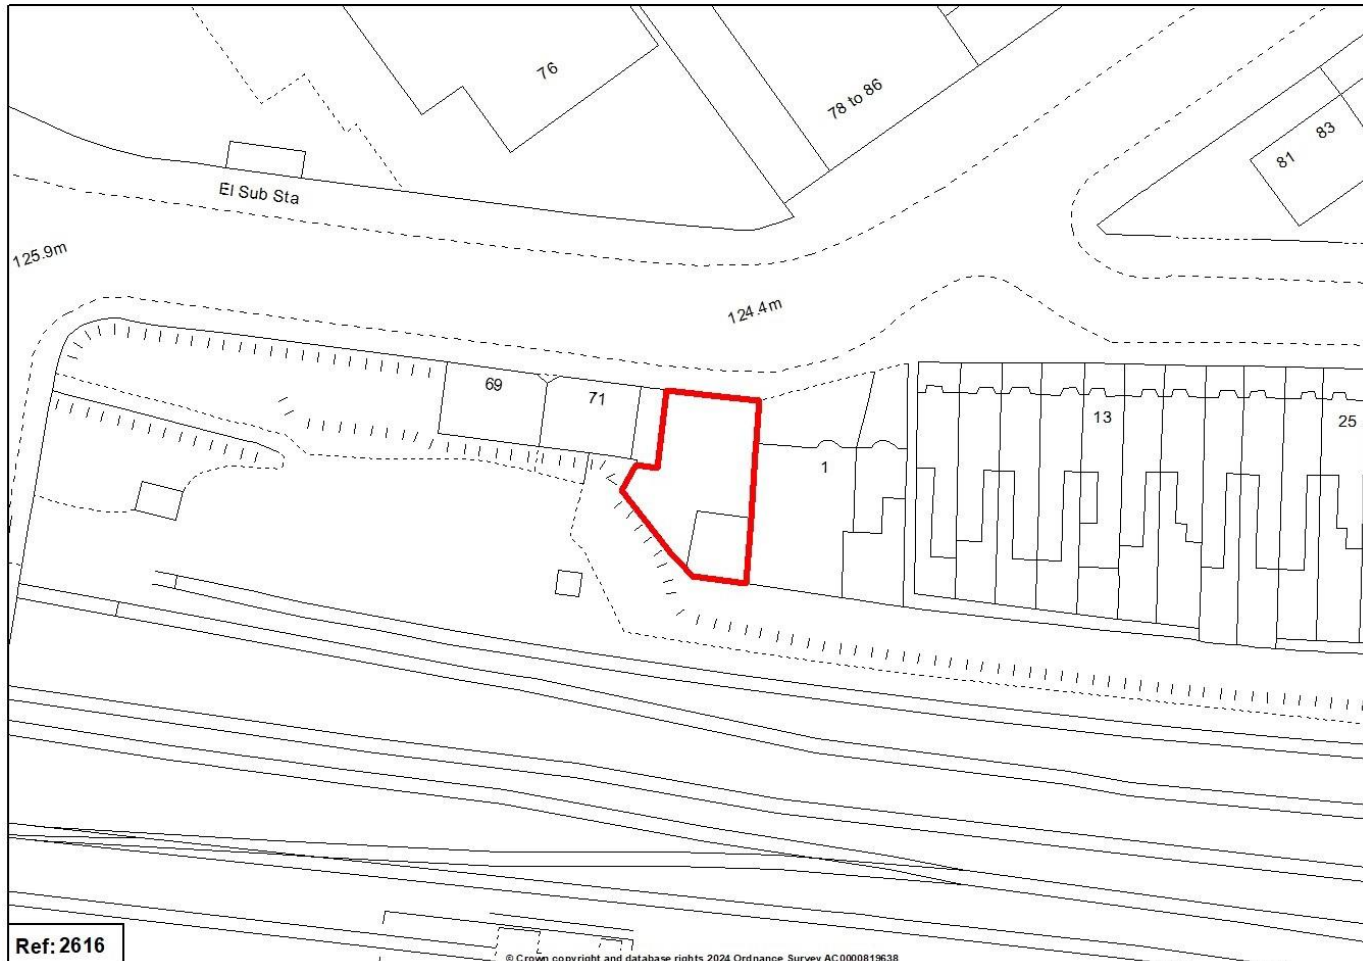 76
78 to 86
83
81
El Sub Sta
125.9m
124.4m
69
71
13
25
1
Ref: 2616
© Crown copyright and database rights 2024 Ordnance Survey AC0000819638